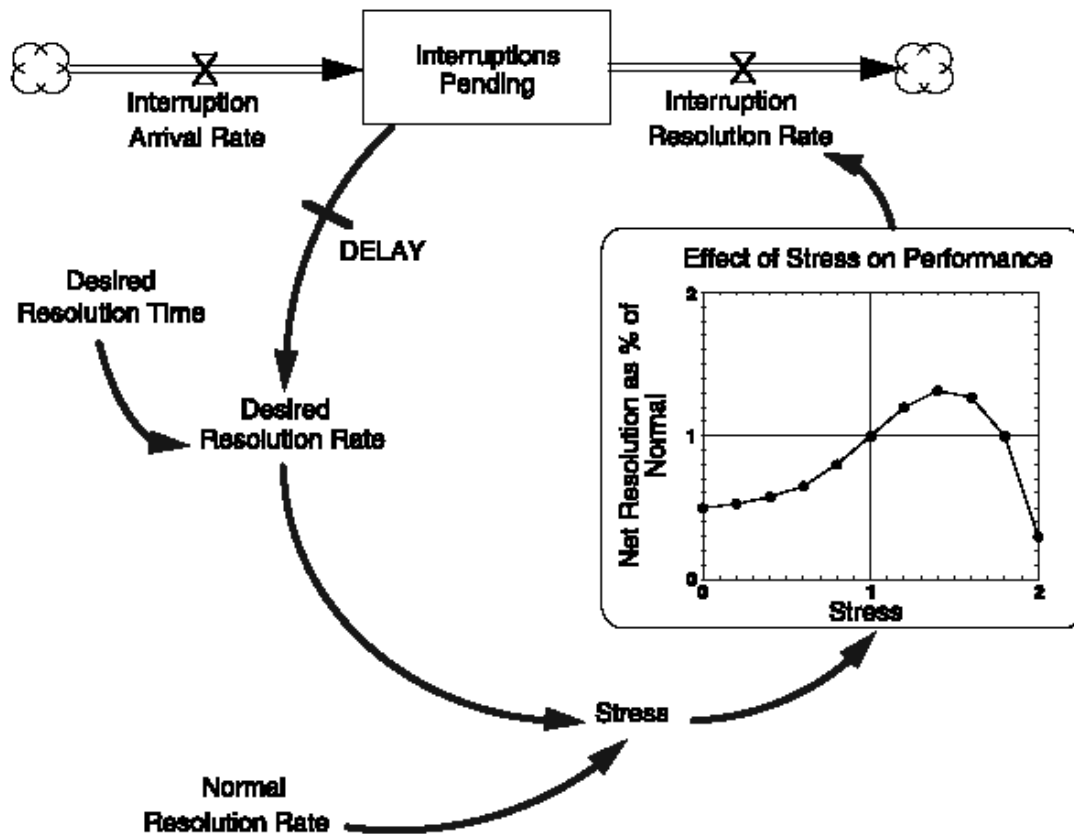 Interruptions
Pending
Interruption
Arrival Rate
Interruption
Resolution Rate
DELAY
Desired
Resolution Time
Desired
Resolution Rate
Effect of Stress on Performance
Net Resolution as % of
Normal
2
1
0
0
1
2
Stress
Stress
Normal
Resolution Rate